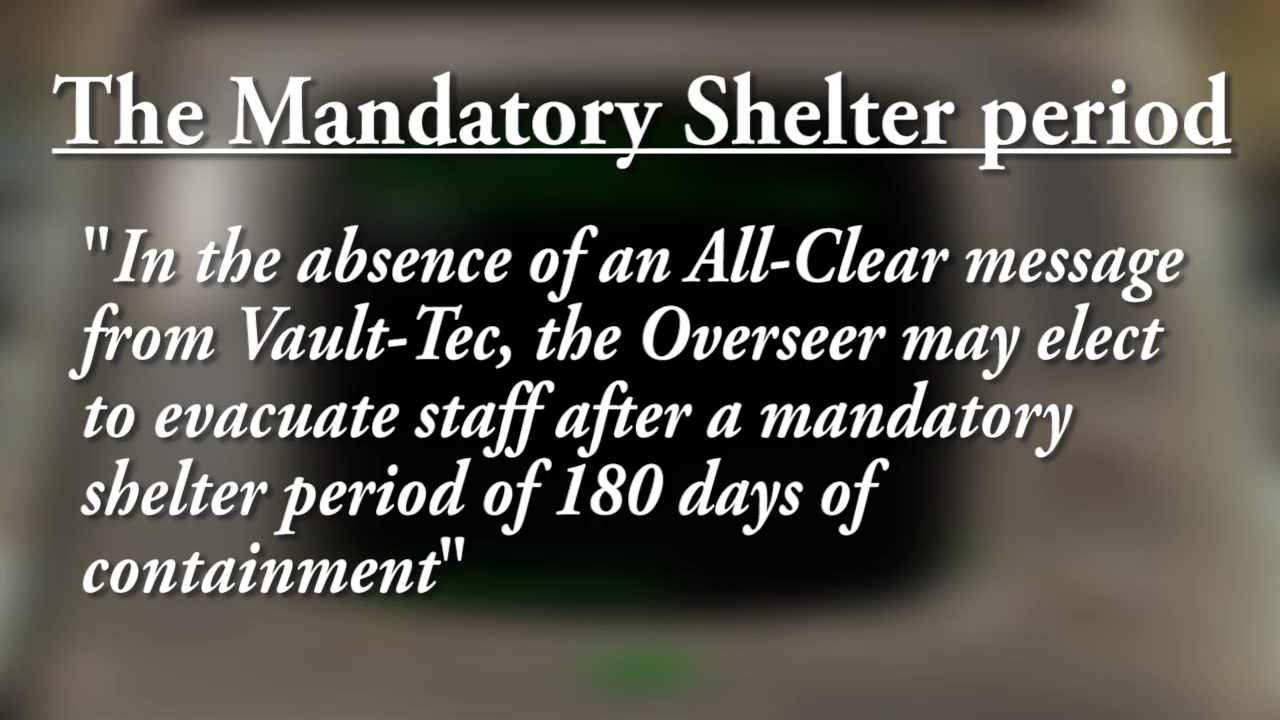 The Mandatory Shelter period
"In the absence of an All-Clear message
from Vault-Tec, the Overseer may elect
to evacuate staff after a mandatory
shelter period of 180 days of
containment"